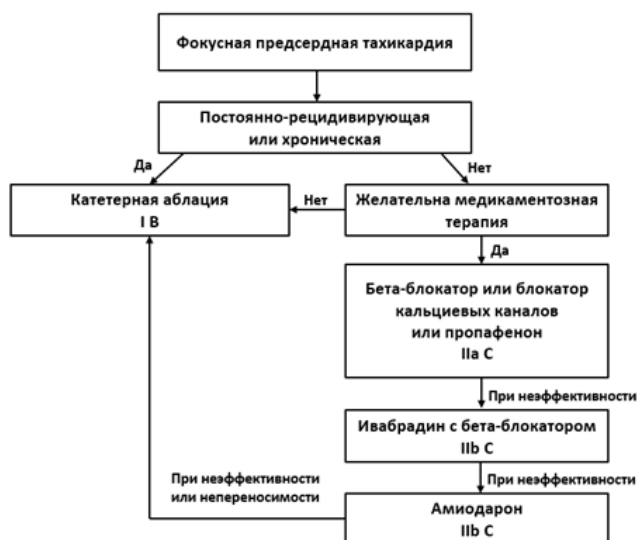 Фокусная предсердная тахикардия
Постоянно-рецидивирующая
или хроническая
Да
Нет
Катетерная аблация
I B
Нет
Желательна медикаментозная
терапия
Да
Бета-блокатор или блокатор
кальциевых каналов
или пропафенон
IIa C
При неэффективности
Ивабрадин с бета-блокатором
IIb C
При неэффективности
или непереносимости
При неэффективности
Амиодарон
IIb C